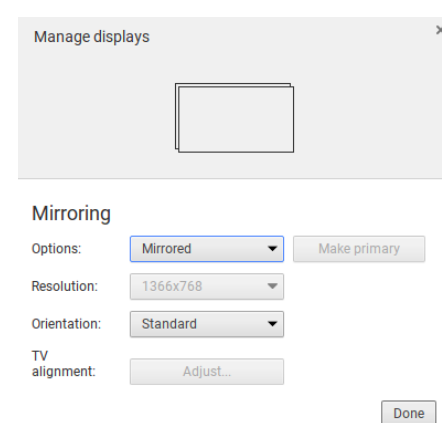 Manage displays
×
Mirroring
Options: Mirrored Make primary
Resolution: 1366x768
Orientation: Standard
TV
alignment: Adjust...
Done